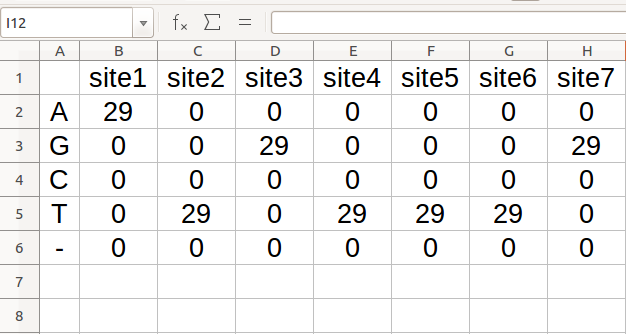 I12 fx Σ =
A B C D E F G H
1 site1 site2 site3 site4 site5 site6 site7
2 A 29 0 0 0 0 0 0
3 G 0 0 29 0 0 0 29
4 C 0 0 0 0 0 0 0
5 T 0 29 0 29 29 29 0
6 - 0 0 0 0 0 0 0
7
8